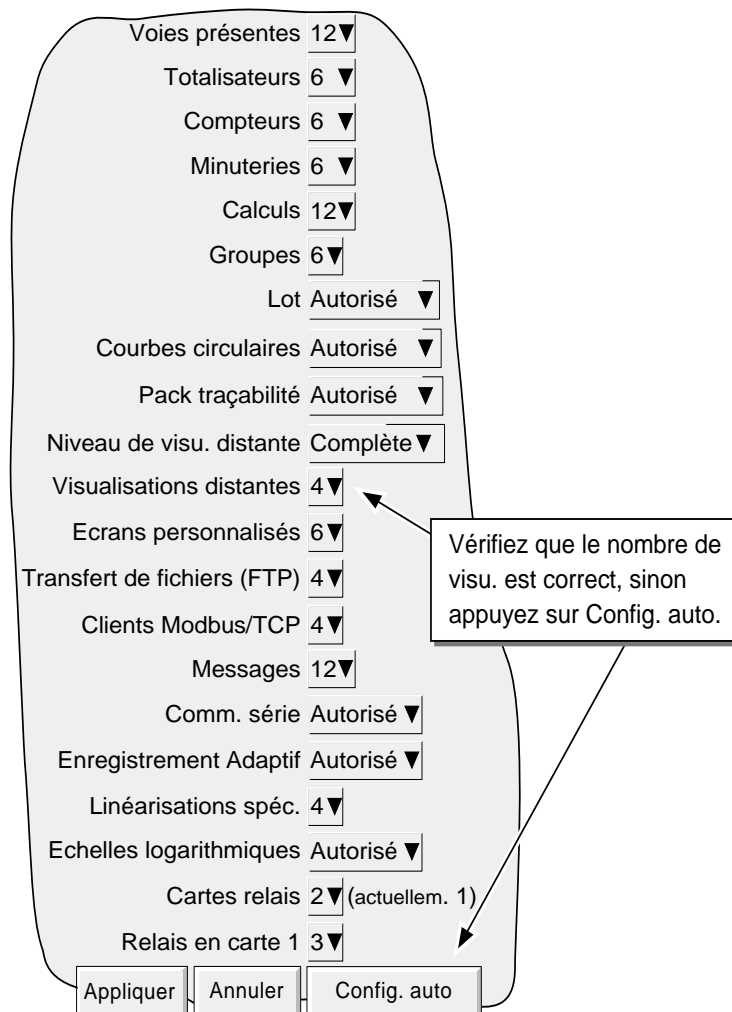 Voies présentes 12▼
Totalisateurs 6 ▼
Compteurs 6 ▼
Minuteries 6 ▼
Calculs 12▼
Groupes 6▼
Lot Autorisé ▼
Courbes circulaires Autorisé ▼
Pack traçabilité Autorisé ▼
Niveau de visu. distante Complète▼
Visualisations distantes 4▼
Ecrans personnalisés 6▼
Transfert de fichiers (FTP) 4▼
Clients Modbus/TCP 4▼
Messages 12▼
Comm. série Autorisé ▼
Enregistrement Adaptif Autorisé ▼
Linéarisations spéc. 4▼
Echelles logarithmiques Autorisé ▼
Cartes relais 2▼ (actuellem. 1)
Relais en carte 1 3▼
Appliquer Annuler Config. auto
Vérifiez que le nombre de
visu. est correct, sinon
appuyez sur Config. auto.